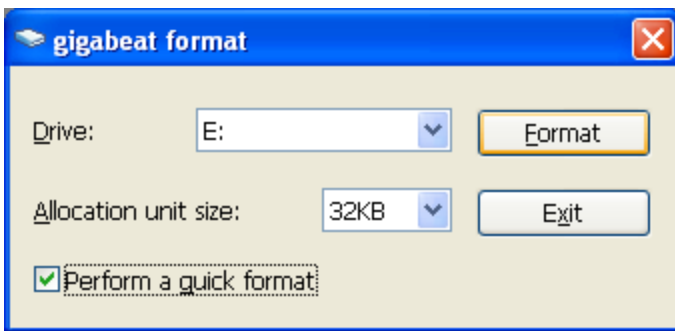 gigabeat format
Drive: E: Format
Allocation unit size: 32KB Exit
Perform a quick format